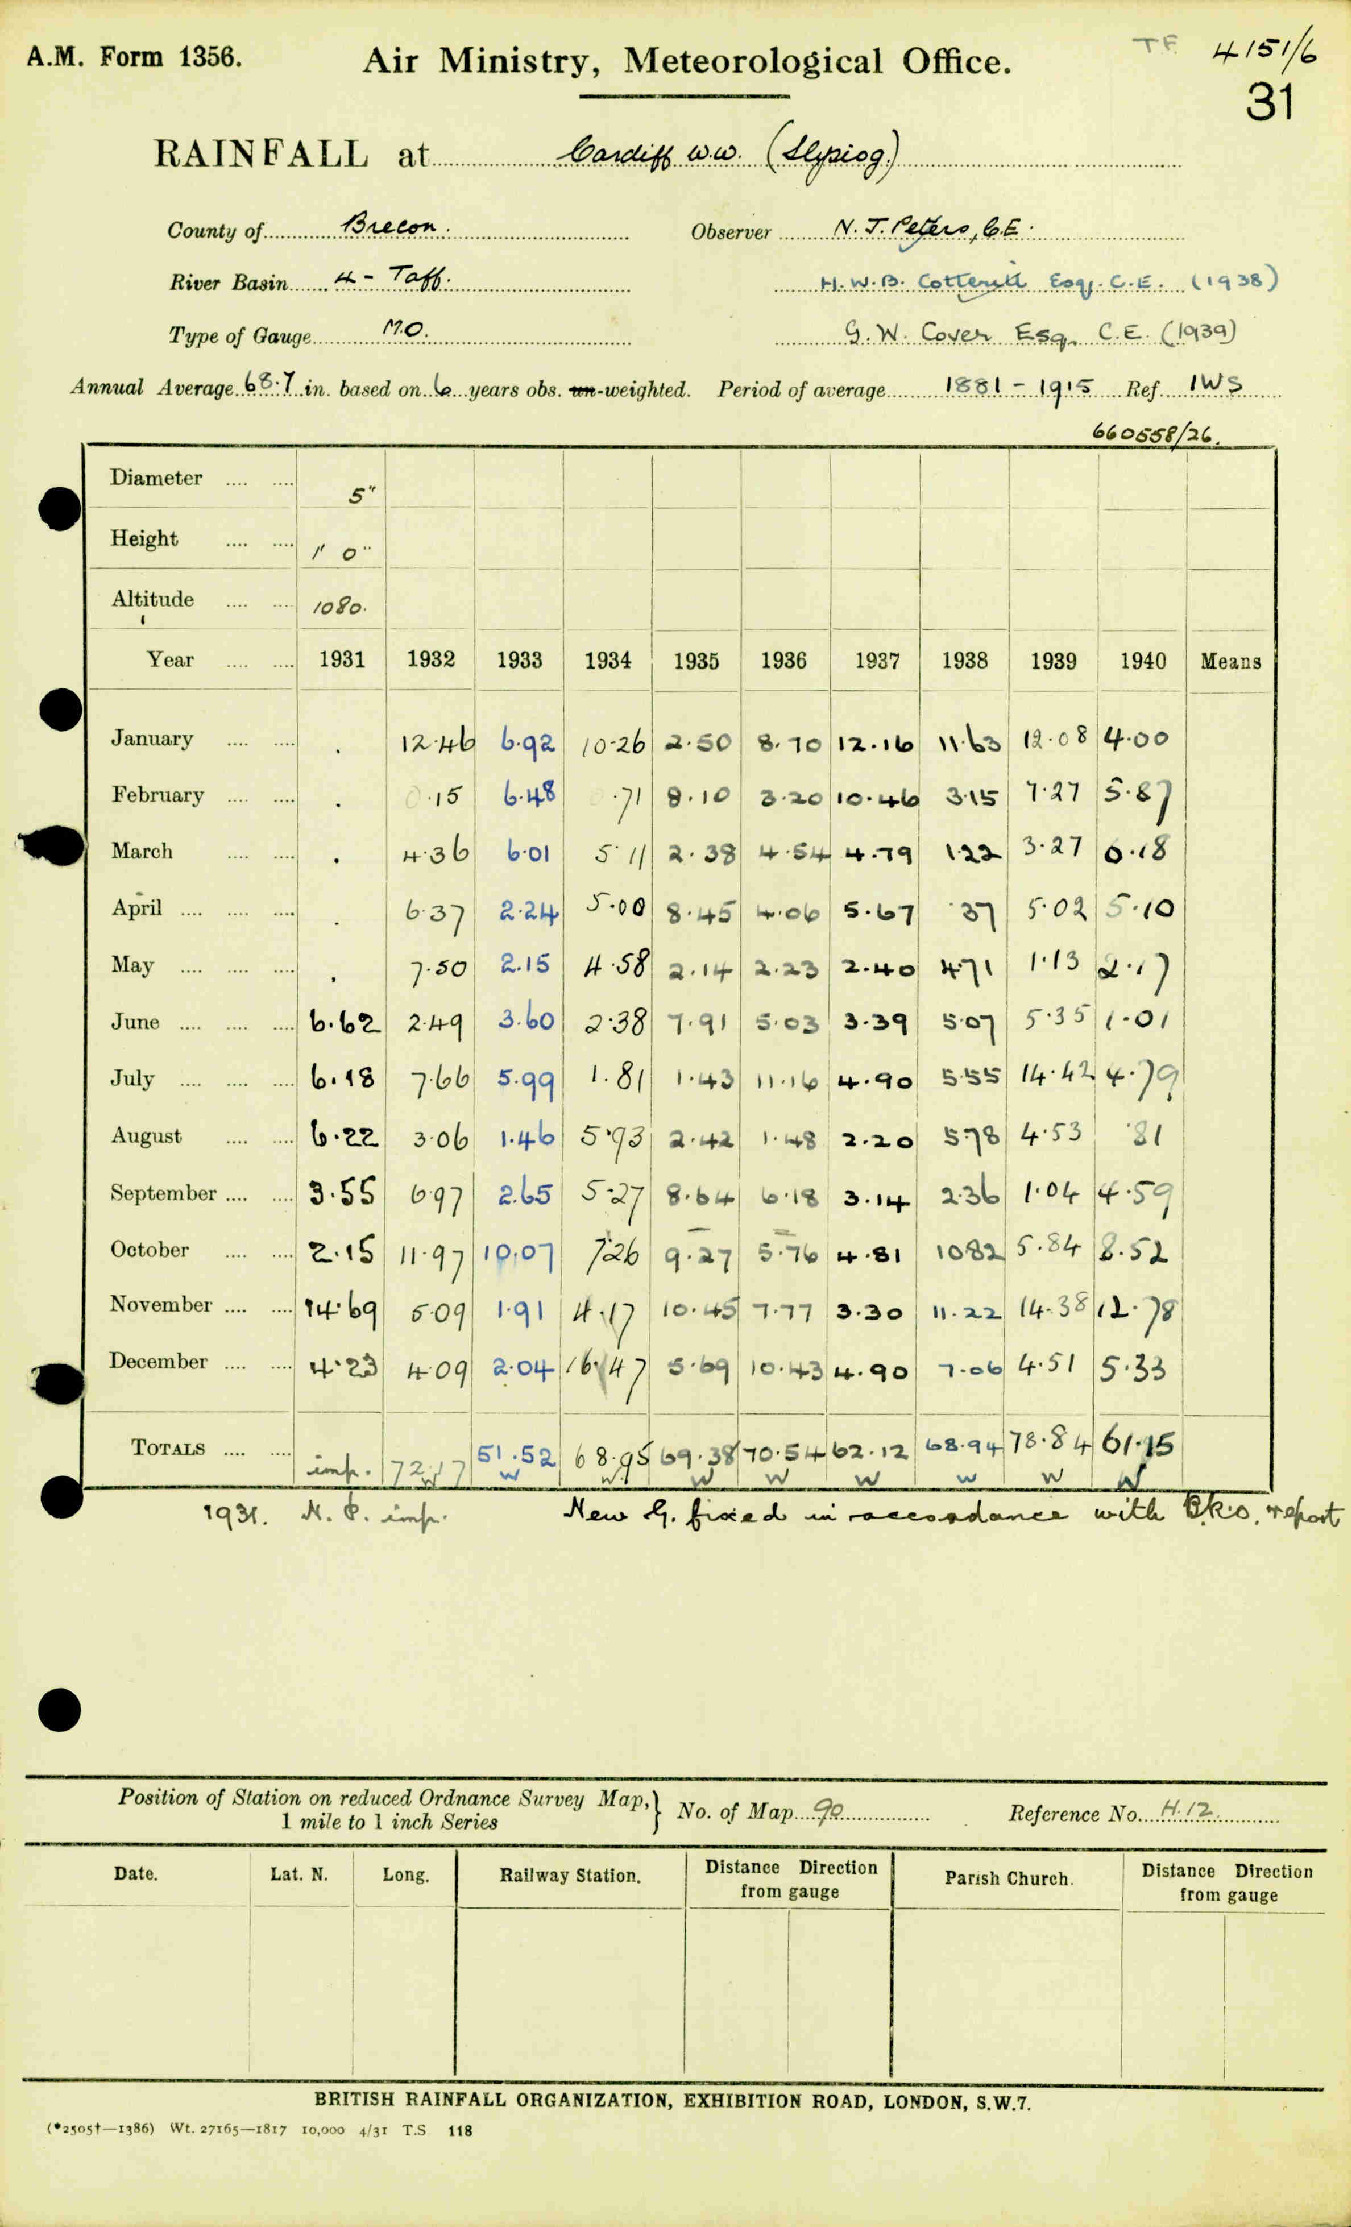 TF 4151/6
A.M. Form 1356. Air Ministry, Meteorological Office.
31
RAINFALL at Cardiff W.W. (Slypiog.)
County of Brecon. Observer N. J. Peters, C.E.
River Basin 4 - Taff. H.W.B. Cotterill Esq. C.E. (1938)
Type of Gauge M.O. G.W. Cover Esq. C.E. (1939)
Annual Average 68.7 in. based on 6 years obs. un-weighted. Period of average 1881 - 1915 Ref. IWS
660558/26.
Diameter .... .... 5"
Height .... .... 1' 0"
Altitude .... .... 1080.
Year .... .... 1931 1932 1933 1934 1935 1936 1937 1938 1939 1940 Means
January .... .... . 12.46 6.92 10.26 2.50 8.70 12.16 11.63 12.08 4.00
February .... .... . 0.15 6.48 0.71 8.10 3.20 10.46 3.15 7.27 5.87
March .... .... . 4.36 6.01 5.11 2.38 4.54 4.79 1.22 3.27 6.18
April .... .... .... . 6.37 2.24 5.00 8.45 4.06 5.67 .37 5.02 5.10
May .... .... .... . 7.50 2.15 4.58 2.14 2.23 2.40 4.71 1.13 2.17
June .... .... .... 6.62 2.49 3.60 2.38 7.91 5.03 3.39 5.07 5.35 1.01
July .... .... .... 6.18 7.66 5.99 1.81 1.43 11.16 4.90 5.55 14.42 4.79
August .... .... 6.22 3.06 1.46 5.93 2.42 1.48 2.20 5.78 4.53 .81
September .... .... 3.55 6.97 2.65 5.27 8.64 6.18 3.14 2.36 1.04 4.59
October .... .... 2.15 11.97 10.07 7.26 9.27 5.76 4.81 10.82 5.84 8.52
November .... .... 14.69 5.09 1.91 4.17 10.45 7.77 3.30 11.22 14.38 12.78
December .... .... 4.23 4.09 2.04 16.47 5.69 10.43 4.90 7.06 4.51 5.33
TOTALS .... .... imp. 72.17 51.52 68.95 69.38 70.54 62.12 68.94 78.84 61.15
W W W W W W W W W
1931. N. P. imp. New G. fixed in accordance with B.R.O. report
Position of Station on reduced Ordnance Survey Map, } No. of Map 90 Reference No. H.12.
1 mile to 1 inch Series
Date. Lat. N. Long. Railway Station. Distance Direction from gauge Parish Church. Distance Direction from gauge
BRITISH RAINFALL ORGANIZATION, EXHIBITION ROAD, LONDON, S.W.7.
(*2505†—1386) Wt. 27165—1817 10,000 4/31 T.S. 118